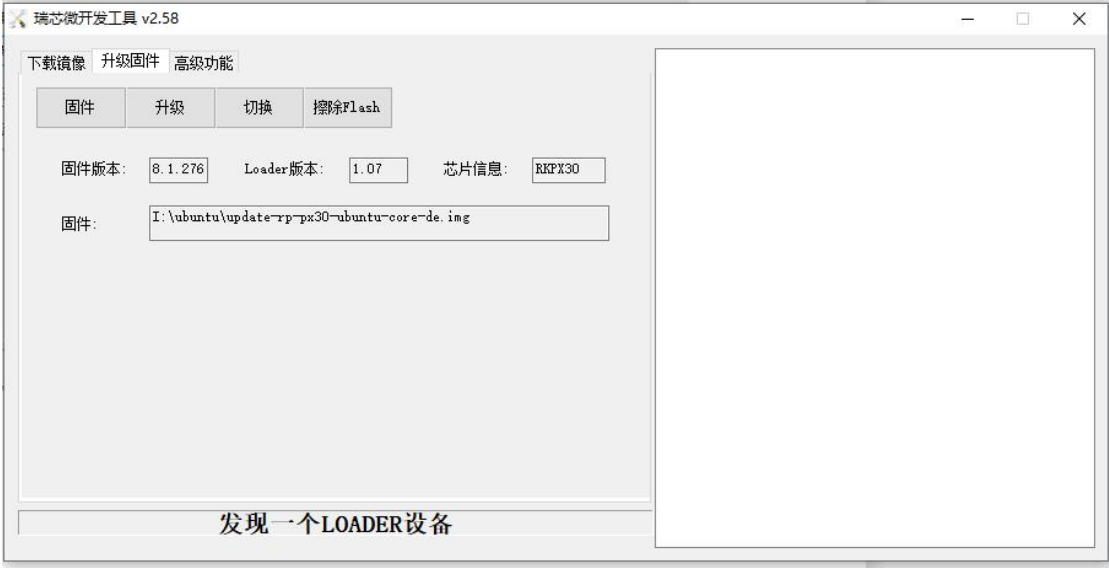 瑞芯微开发工具 v2.58
下载镜像 升级固件 高级功能
固件 升级 切换 擦除Flash
固件版本: 8.1.276 Loader版本: 1.07 芯片信息: RKPX30
固件: I:\ubuntu\update-rp-px30-ubuntu-core-de.img
发现一个LOADER设备